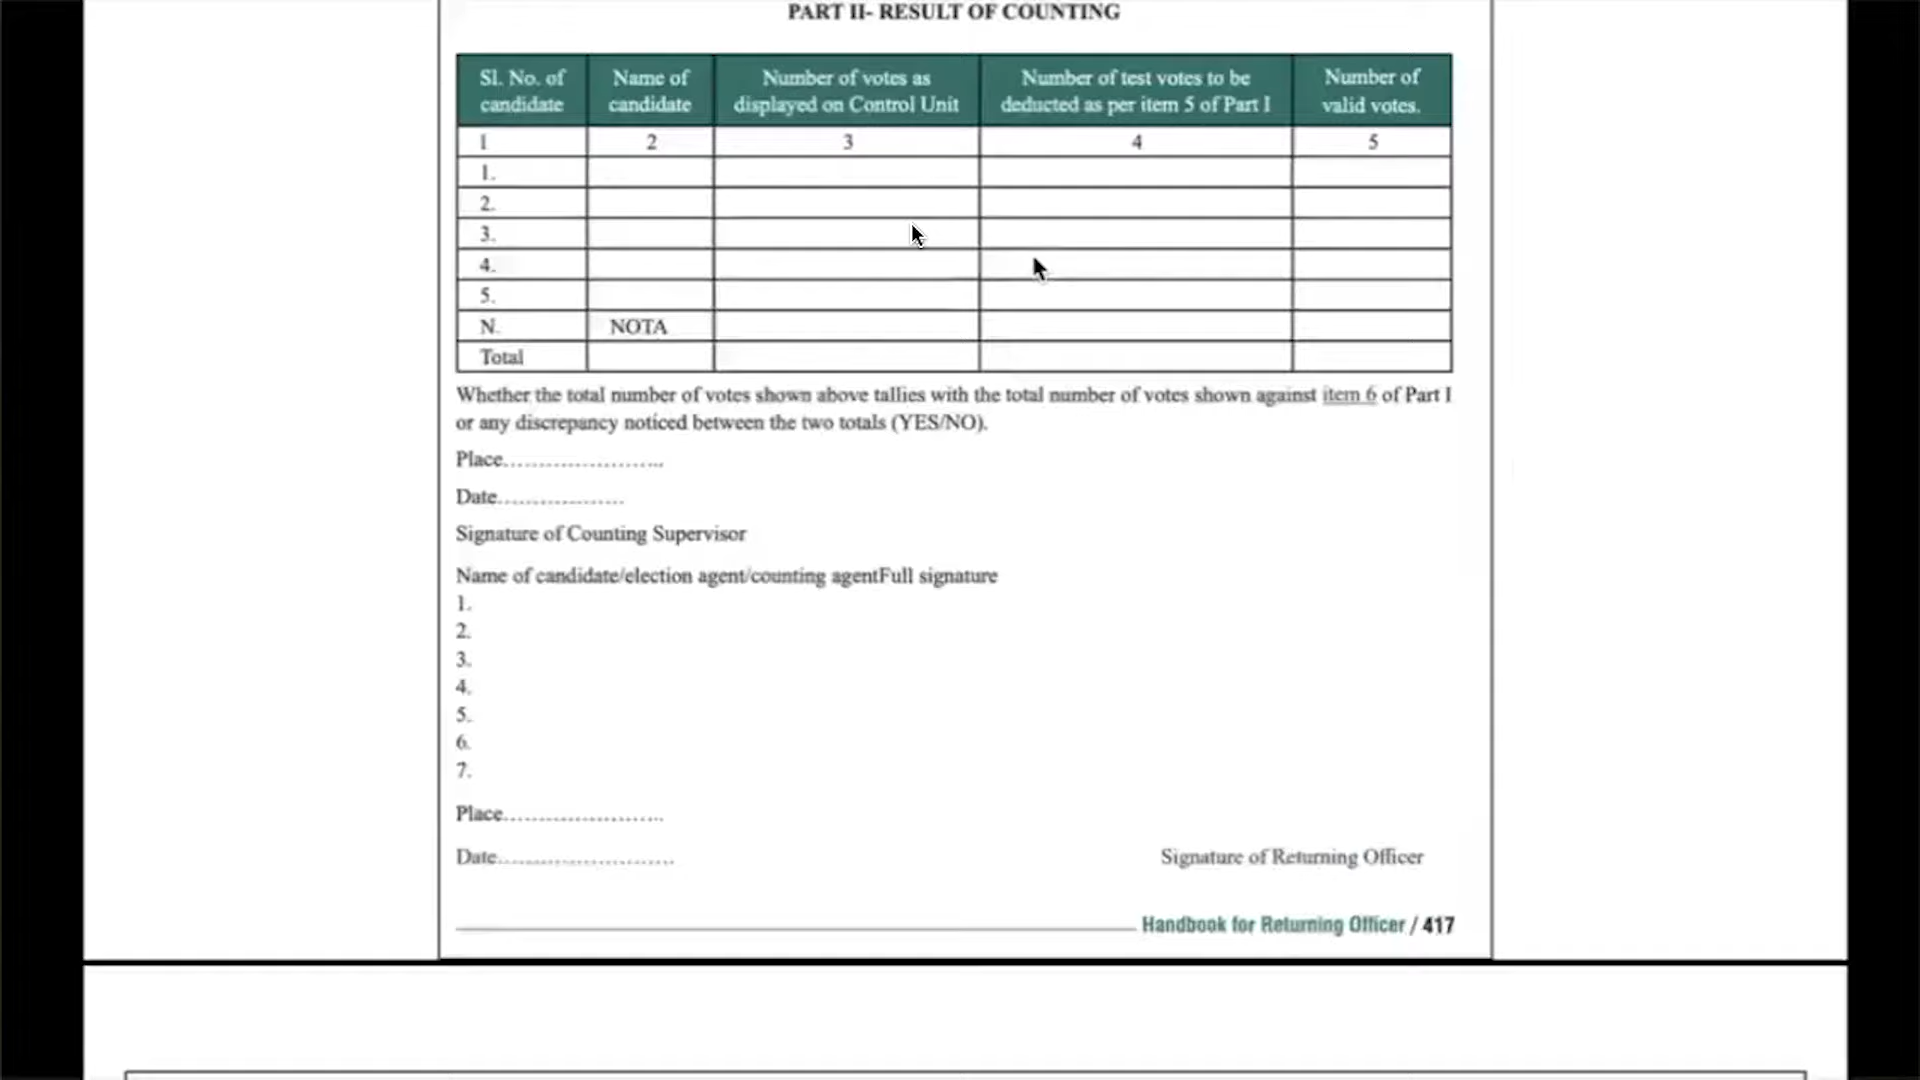 PART II- RESULT OF COUNTING
Sl. No. of candidate | Name of candidate | Number of votes as displayed on Control Unit | Number of test votes to be deducted as per item 5 of Part I | Number of valid votes.
1 2 3 4 5
1.
2.
3.
4.
5.
N. NOTA
Total
Whether the total number of votes shown above tallies with the total number of votes shown against item 6 of Part I
or any discrepancy noticed between the two totals (YES/NO).
Place........................
Date.....................
Signature of Counting Supervisor
Name of candidate/election agent/counting agentFull signature
1.
2.
3.
4.
5.
6.
7.
Place........................
Date.............................
Signature of Returning Officer
Handbook for Returning Officer / 417